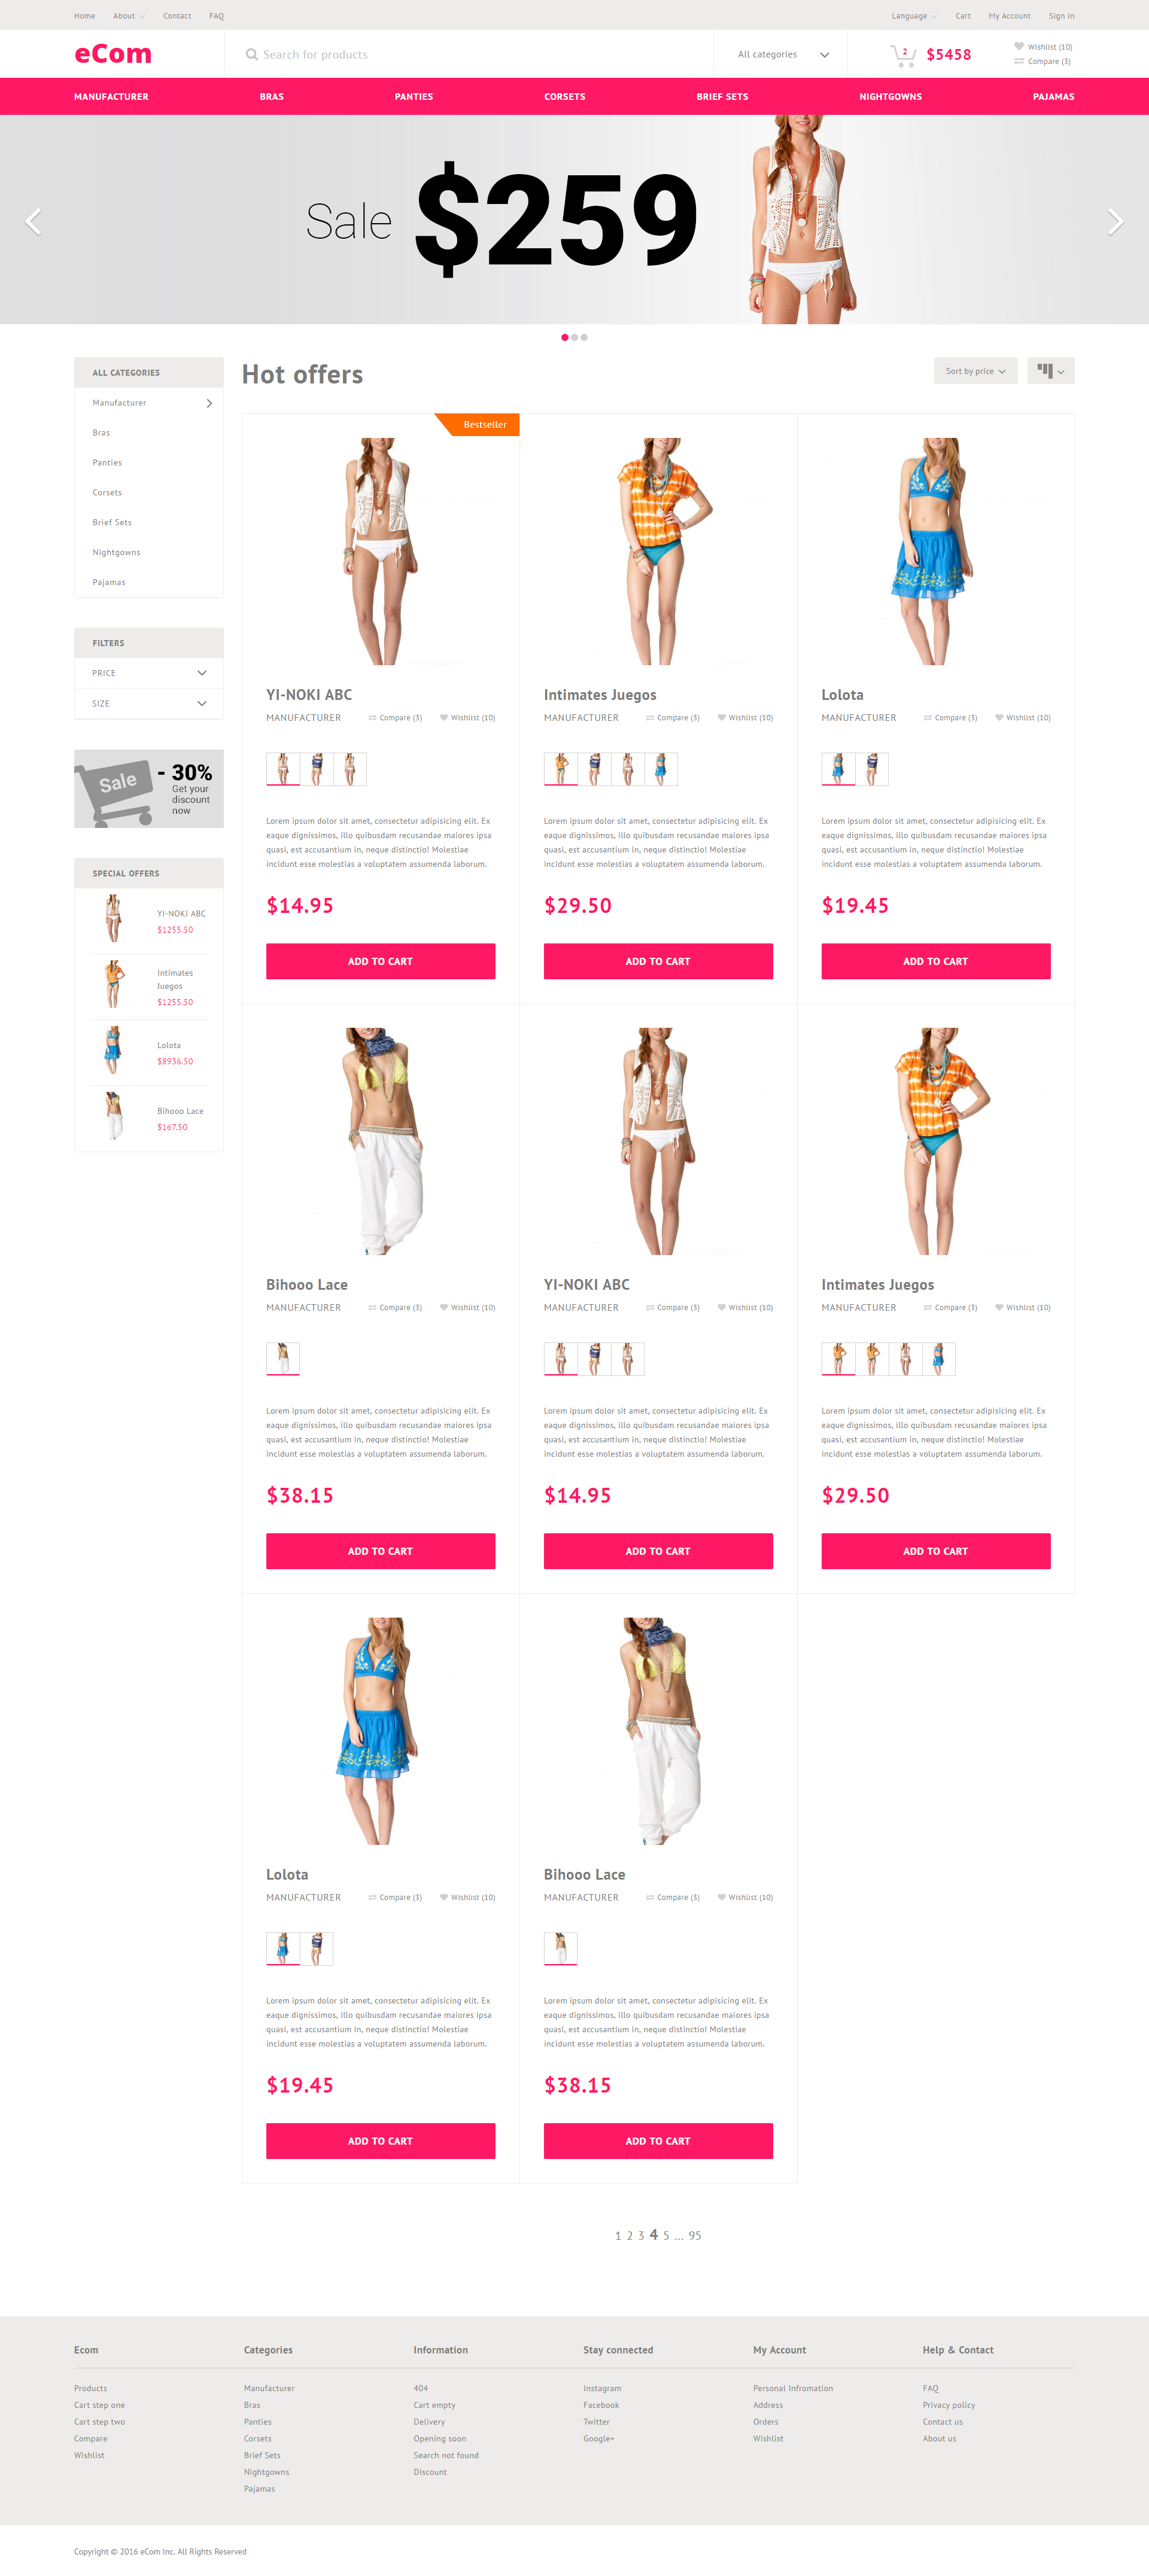 Home About Contact FAQ Language Cart My Account Sign in
eCom Search for products All categories 2 $5458 Wishlist (10)
Compare (3)
MANUFACTURER BRAS PANTIES CORSETS BRIEF SETS NIGHTGOWNS PAJAMAS
Sale $259
ALL CATEGORIES
Manufacturer
Bras
Panties
Corsets
Brief Sets
Nightgowns
Pajamas
FILTERS
PRICE
SIZE
Sale - 30%
Get your
discount
now
SPECIAL OFFERS
YI-NOKI ABC
$1255.50
Intimates
Juegos
$1255.50
Lolota
$8936.50
Bihooo Lace
$167.50
Hot offers Sort by price
Bestseller
YI-NOKI ABC
MANUFACTURER Compare (3) Wishlist (10)
Lorem ipsum dolor sit amet, consectetur adipisicing elit. Ex
eaque dignissimos, illo quibusdam recusandae maiores ipsa
quasi, est accusantium in, neque distinctio! Molestiae
incidunt esse molestias a voluptatem assumenda laborum.
$14.95
ADD TO CART
Intimates Juegos
MANUFACTURER Compare (3) Wishlist (10)
Lorem ipsum dolor sit amet, consectetur adipisicing elit. Ex
eaque dignissimos, illo quibusdam recusandae maiores ipsa
quasi, est accusantium in, neque distinctio! Molestiae
incidunt esse molestias a voluptatem assumenda laborum.
$29.50
ADD TO CART
Lolota
MANUFACTURER Compare (3) Wishlist (10)
Lorem ipsum dolor sit amet, consectetur adipisicing elit. Ex
eaque dignissimos, illo quibusdam recusandae maiores ipsa
quasi, est accusantium in, neque distinctio! Molestiae
incidunt esse molestias a voluptatem assumenda laborum.
$19.45
ADD TO CART
Bihooo Lace
MANUFACTURER Compare (3) Wishlist (10)
Lorem ipsum dolor sit amet, consectetur adipisicing elit. Ex
eaque dignissimos, illo quibusdam recusandae maiores ipsa
quasi, est accusantium in, neque distinctio! Molestiae
incidunt esse molestias a voluptatem assumenda laborum.
$38.15
ADD TO CART
YI-NOKI ABC
MANUFACTURER Compare (3) Wishlist (10)
Lorem ipsum dolor sit amet, consectetur adipisicing elit. Ex
eaque dignissimos, illo quibusdam recusandae maiores ipsa
quasi, est accusantium in, neque distinctio! Molestiae
incidunt esse molestias a voluptatem assumenda laborum.
$14.95
ADD TO CART
Intimates Juegos
MANUFACTURER Compare (3) Wishlist (10)
Lorem ipsum dolor sit amet, consectetur adipisicing elit. Ex
eaque dignissimos, illo quibusdam recusandae maiores ipsa
quasi, est accusantium in, neque distinctio! Molestiae
incidunt esse molestias a voluptatem assumenda laborum.
$29.50
ADD TO CART
Lolota
MANUFACTURER Compare (3) Wishlist (10)
Lorem ipsum dolor sit amet, consectetur adipisicing elit. Ex
eaque dignissimos, illo quibusdam recusandae maiores ipsa
quasi, est accusantium in, neque distinctio! Molestiae
incidunt esse molestias a voluptatem assumenda laborum.
$19.45
ADD TO CART
Bihooo Lace
MANUFACTURER Compare (3) Wishlist (10)
Lorem ipsum dolor sit amet, consectetur adipisicing elit. Ex
eaque dignissimos, illo quibusdam recusandae maiores ipsa
quasi, est accusantium in, neque distinctio! Molestiae
incidunt esse molestias a voluptatem assumenda laborum.
$38.15
ADD TO CART
1 2 3 4 5 ... 95
Ecom
Products
Cart step one
Cart step two
Compare
Wishlist
Categories
Manufacturer
Bras
Panties
Corsets
Brief Sets
Nightgowns
Pajamas
Information
404
Cart empty
Delivery
Opening soon
Search not found
Discount
Stay connected
Instagram
Facebook
Twitter
Google+
My Account
Personal Infromation
Address
Orders
Wishlist
Help & Contact
FAQ
Privacy policy
Contact us
About us
Copyright © 2016 eCom Inc. All Rights Reserved